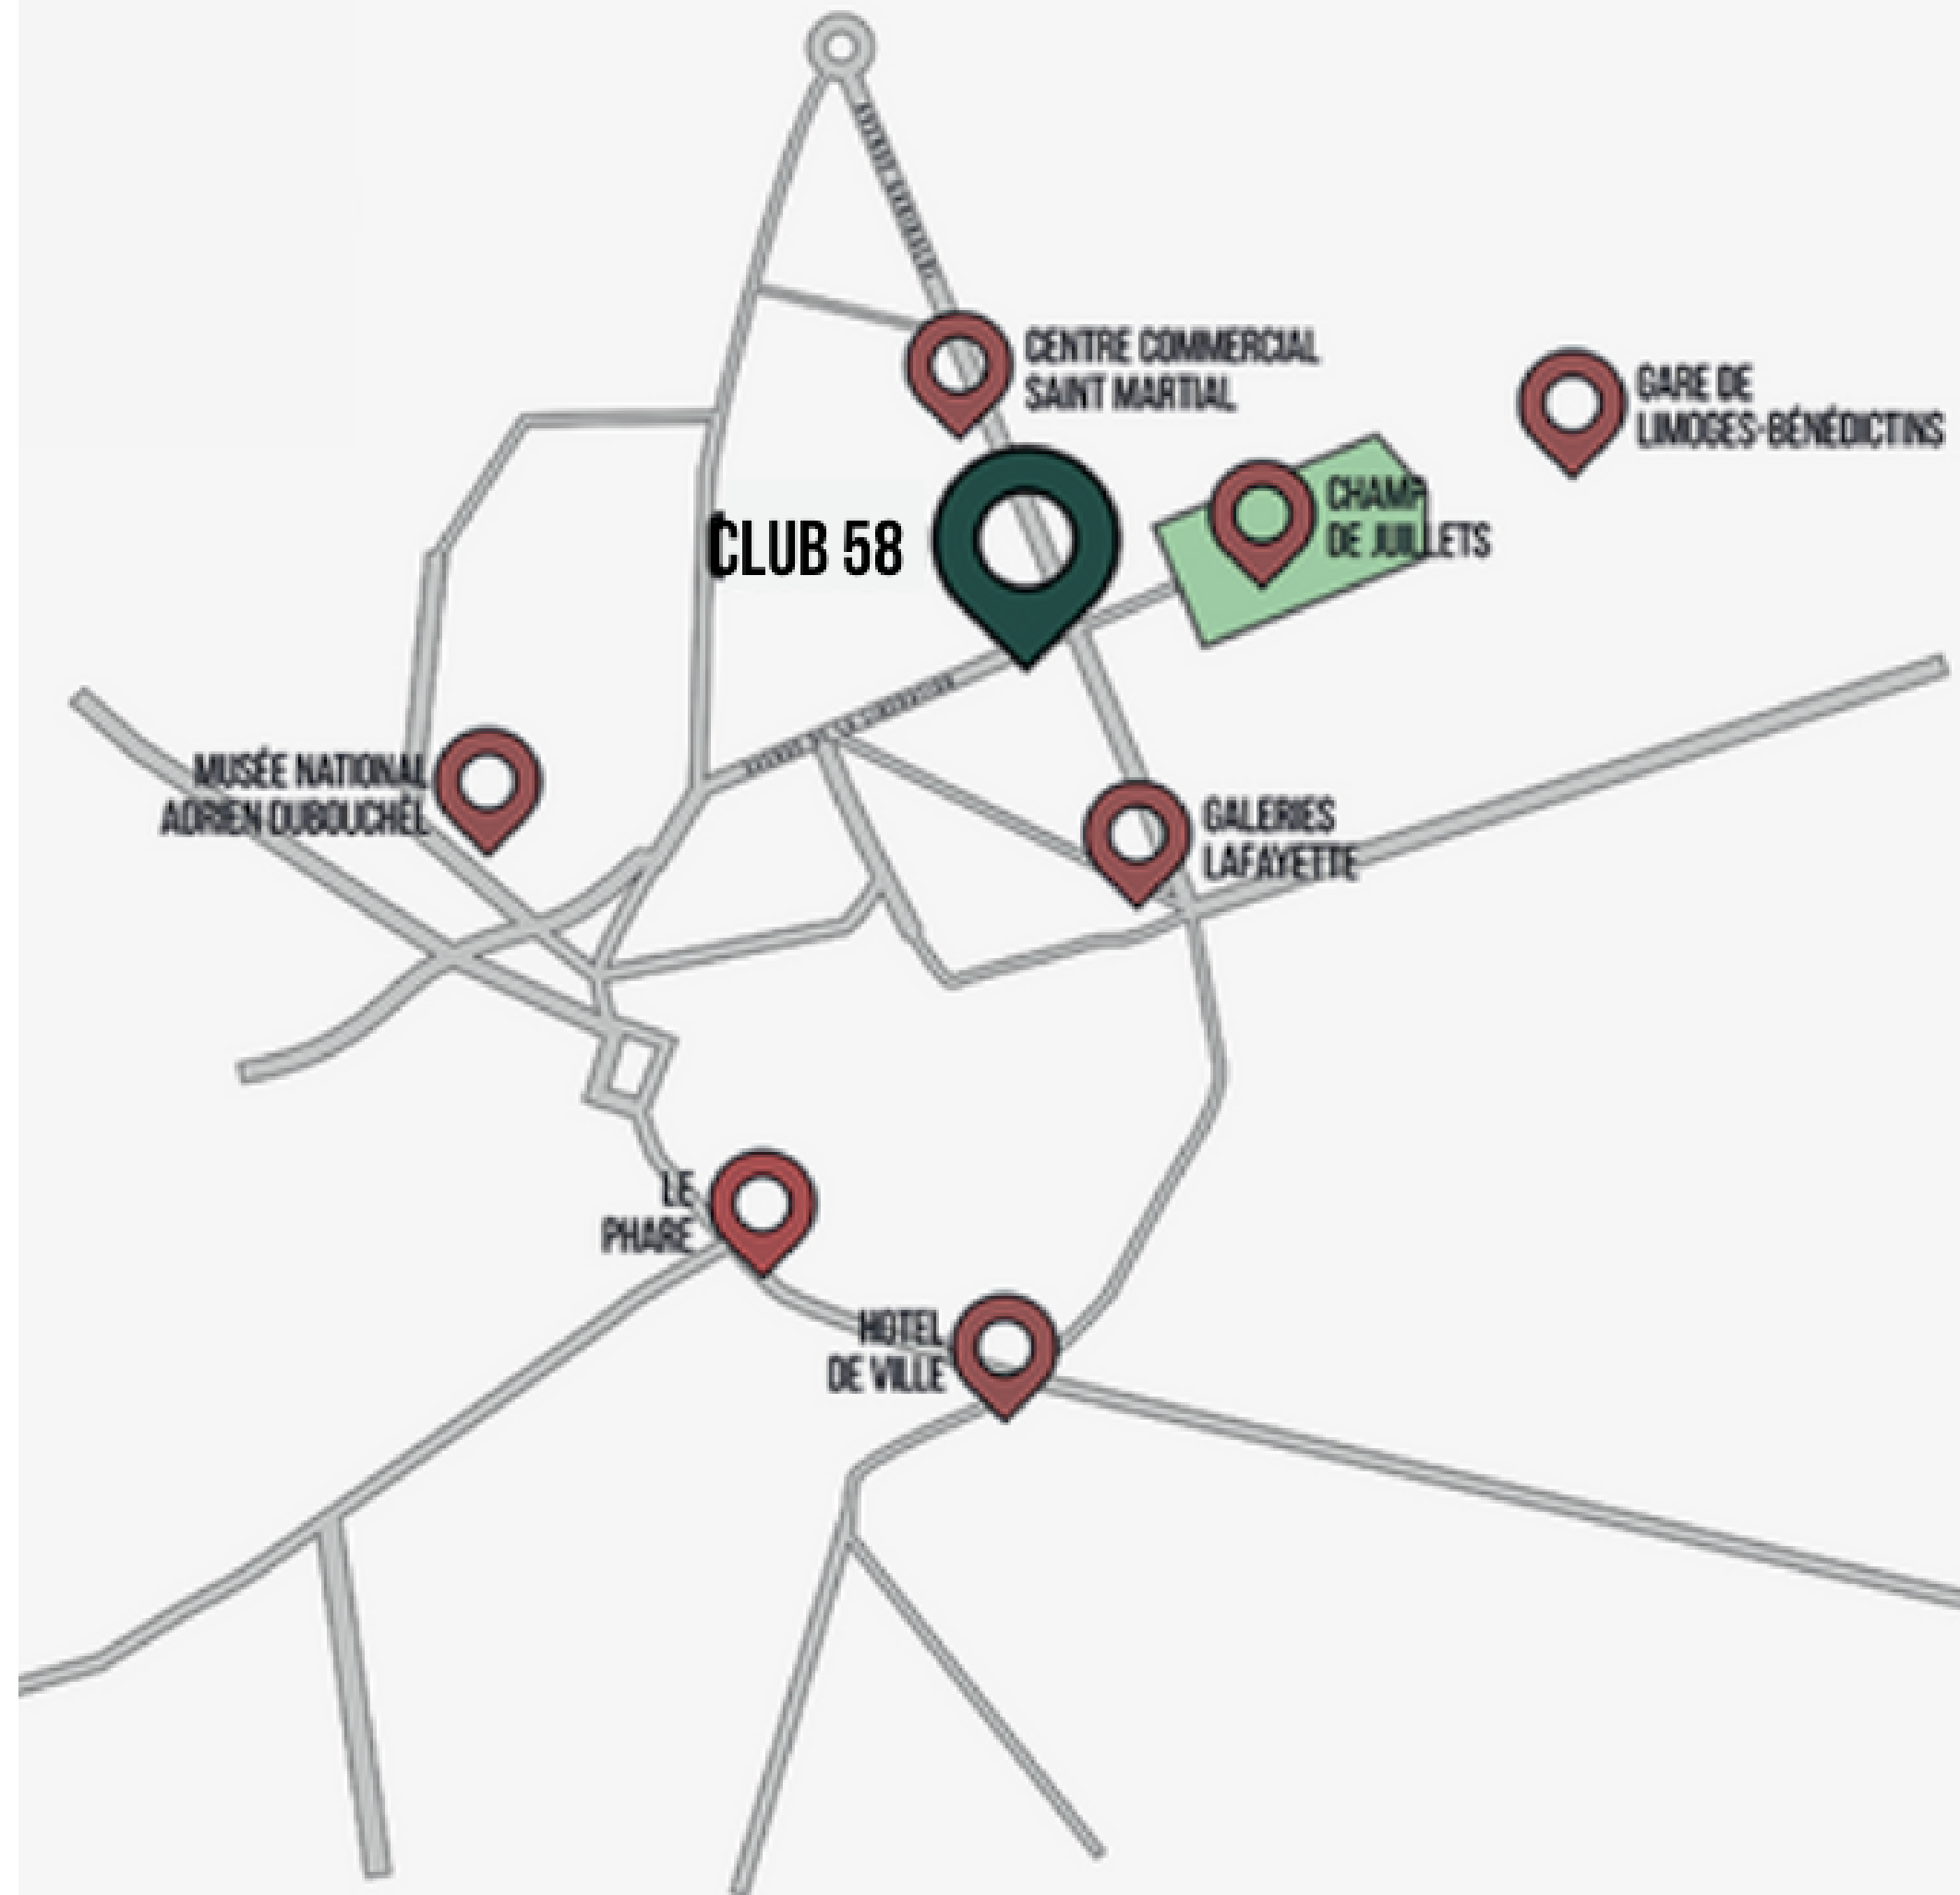 CENTRE COMMERCIAL
SAINT MARTIAL
GARE DE
LIMOGES-BÉNÉDICTINS
CHAMP
DE JUILLETS
CLUB 58
MUSÉE NATIONAL
ADRIEN DUBOUCHÉL
GALERIES
LAFAYETTE
LE
PHARE
HOTEL
DE VILLE